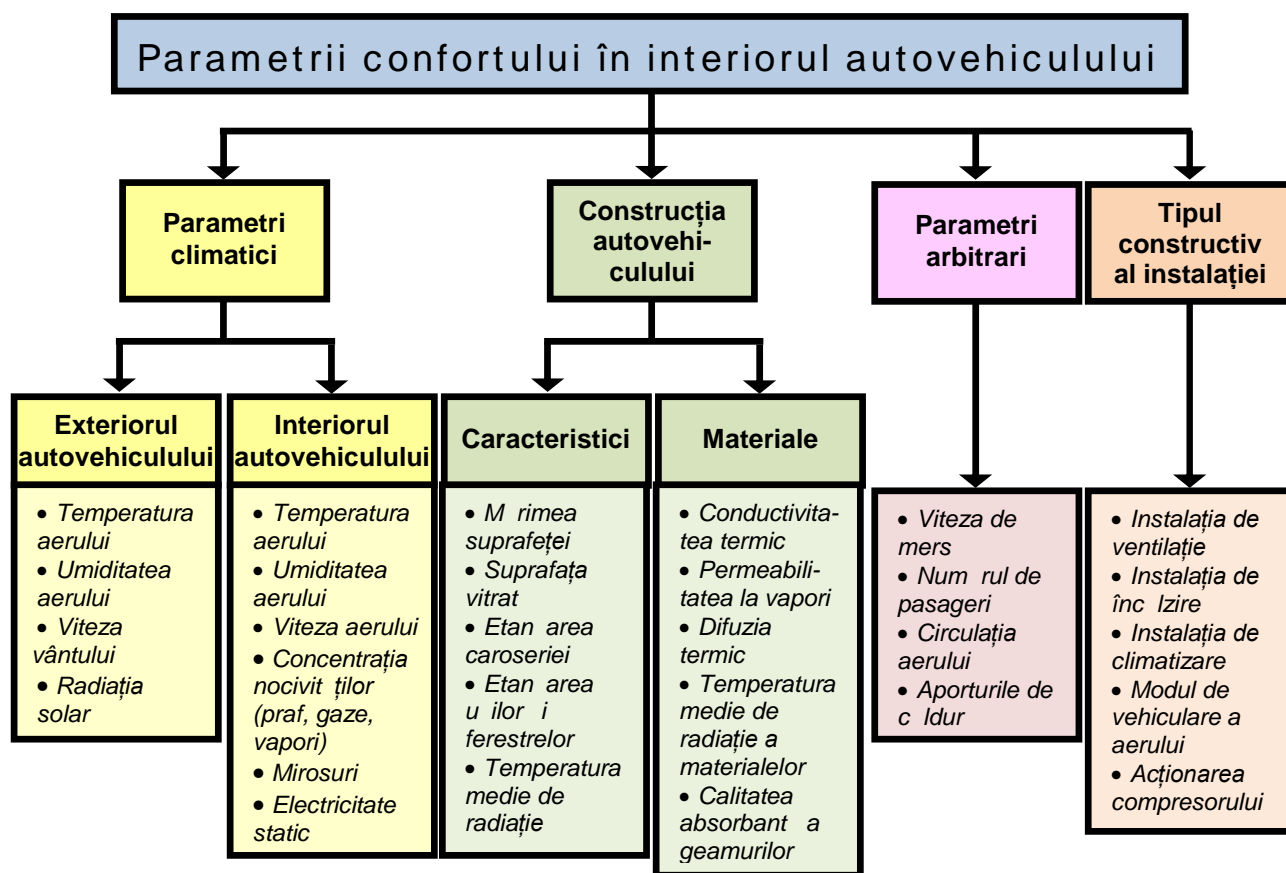 Parametrii confortului în interiorul autovehiculului
Parametri
climatici
Construcția
autovehi-
culului
Parametri
arbitrari
Tipul
constructiv
al instalației
Exteriorul
autovehiculului
• Temperatura
aerului
• Umiditatea
aerului
• Viteza
vântului
• Radiația
solar
Interiorul
autovehiculului
• Temperatura
aerului
• Umiditatea
aerului
• Viteza aerului
• Concentrația
nocivit ților
(praf, gaze,
vapori)
• Mirosuri
• Electricitate
static
Caracteristici
• M rimea
suprafeței
• Suprafața
vitrat
• Etan area
caroseriei
• Etan area
u ilor i
ferestrelor
• Temperatura
medie de
radiație
Materiale
• Conductivita-
tea termic
• Permeabili-
tatea la vapori
• Difuzia
termic
• Temperatura
medie de
radiație a
materialelor
• Calitatea
absorbant a
geamurilor
• Viteza de
mers
• Num rul de
pasageri
• Circulația
aerului
• Aporturile de
c ldur
• Instalația de
ventilație
• Instalația de
înc lzire
• Instalația de
climatizare
• Modul de
vehiculare a
aerului
• Acționarea
compresorului